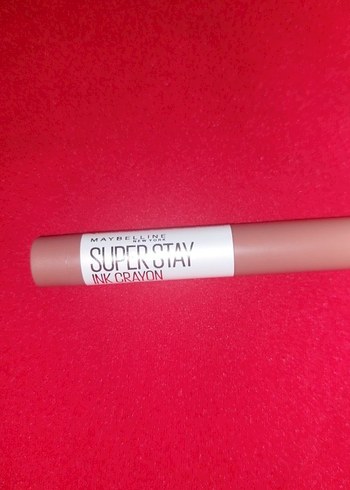 MAYBELLINE
NEW YORK
SUPER STAY
INK CRAYON